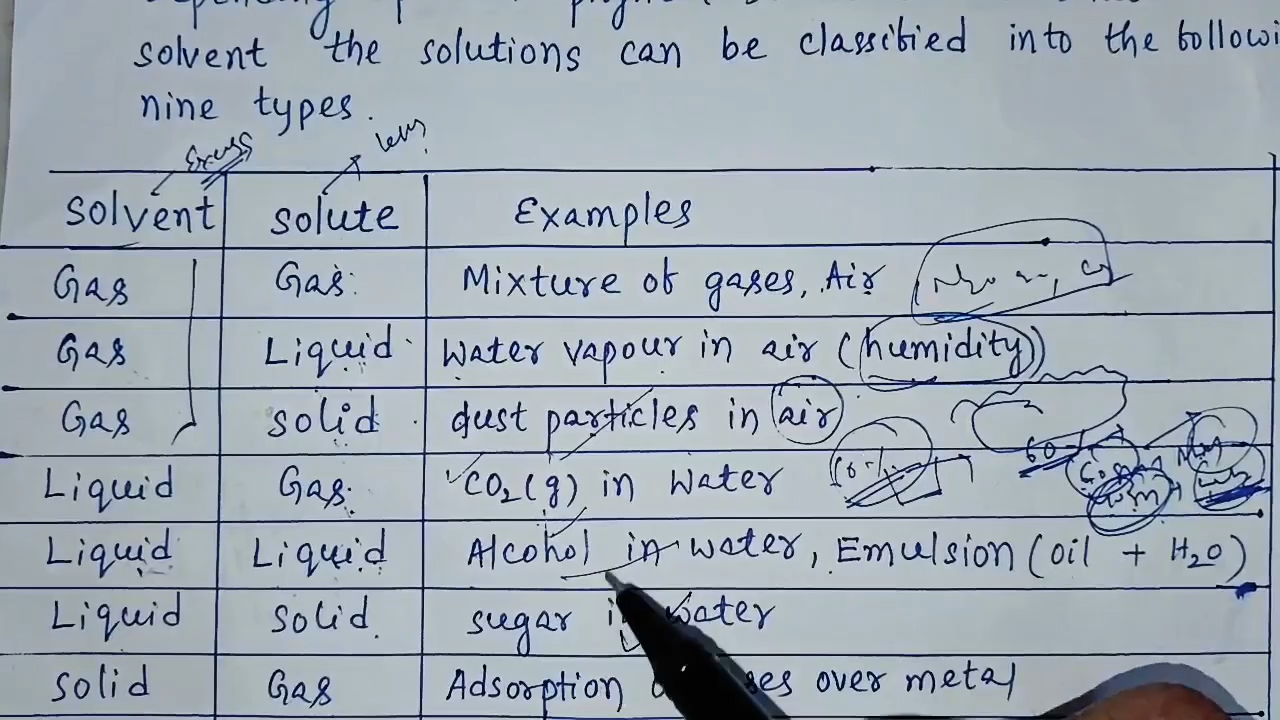 solvent the solutions can be classified into the followi
nine types.
Excess
less
Solvent Solute Examples
Gas Gas Mixture of gases, Air
Gas Liquid Water vapour in air (humidity)
Gas solid dust particles in air
Liquid Gas CO2(g) in Water
Liquid Liquid Alcohol in water, Emulsion (oil + H2O)
Liquid solid sugar in water
solid Gas Adsorption over metal